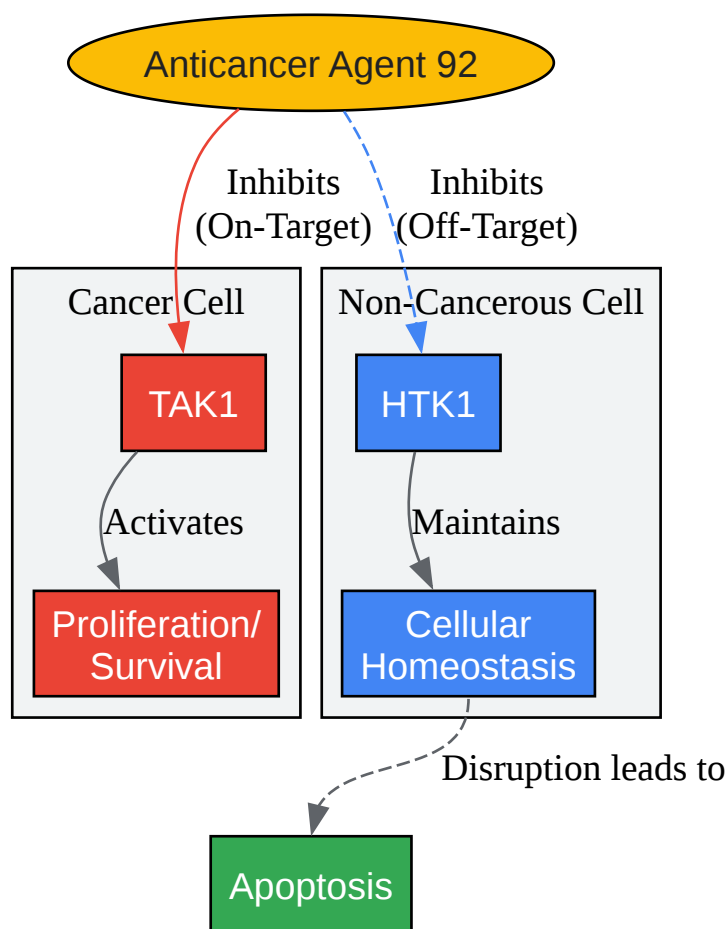 Anticancer Agent 92
Inhibits
(On-Target)
Inhibits
(Off-Target)
Cancer Cell
Non-Cancerous Cell
TAK1
HTK1
Activates
Maintains
Proliferation/
Survival
Cellular
Homeostasis
Disruption leads to
Apoptosis